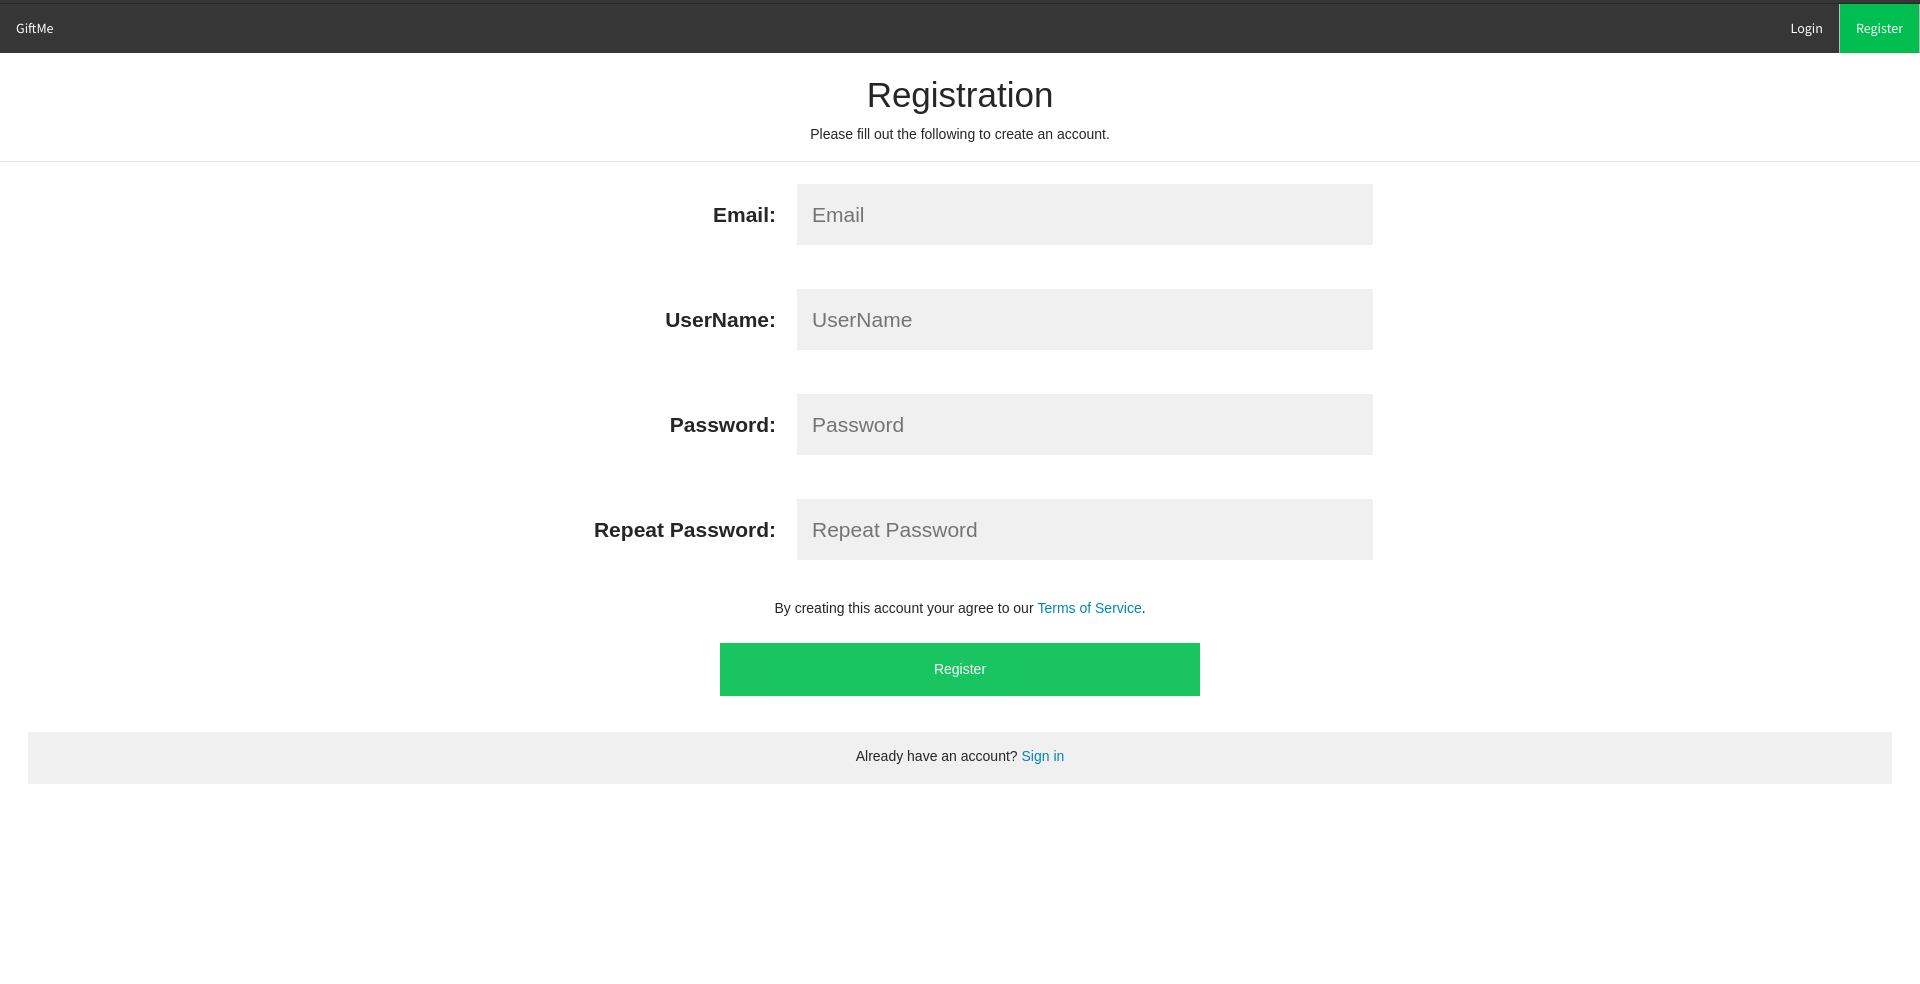 GiftMe Login Register
Registration
Please fill out the following to create an account.
Email: Email
UserName: UserName
Password: Password
Repeat Password: Repeat Password
By creating this account your agree to our Terms of Service.
Register
Already have an account? Sign in